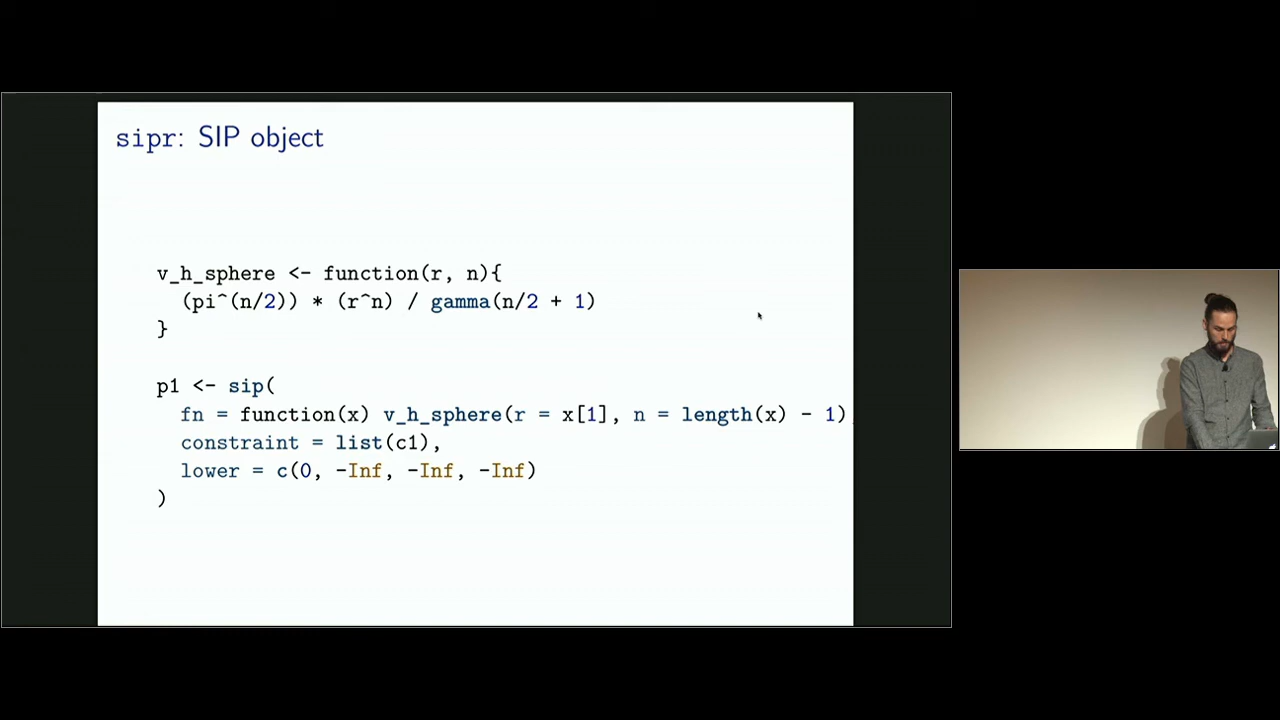 sipr: SIP object
v_h_sphere <- function(r, n){
(pi^(n/2)) * (r^n) / gamma(n/2 + 1)
}
p1 <- sip(
fn = function(x) v_h_sphere(r = x[1], n = length(x) - 1)
constraint = list(c1),
lower = c(0, -Inf, -Inf, -Inf)
)